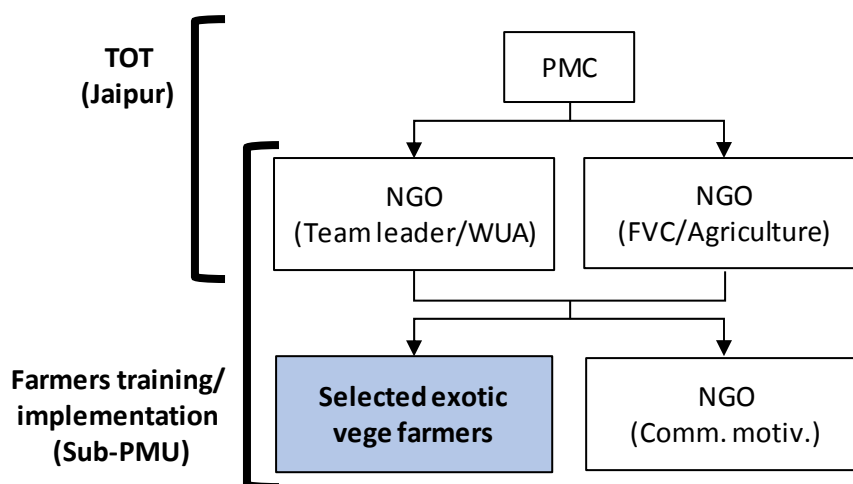 TOT
(Jaipur)
PMC
NGO
(Team leader/WUA)
NGO
(FVC/Agriculture)
Farmers training/
implementation
(Sub-PMU)
Selected exotic
vege farmers
NGO
(Comm. motiv.)